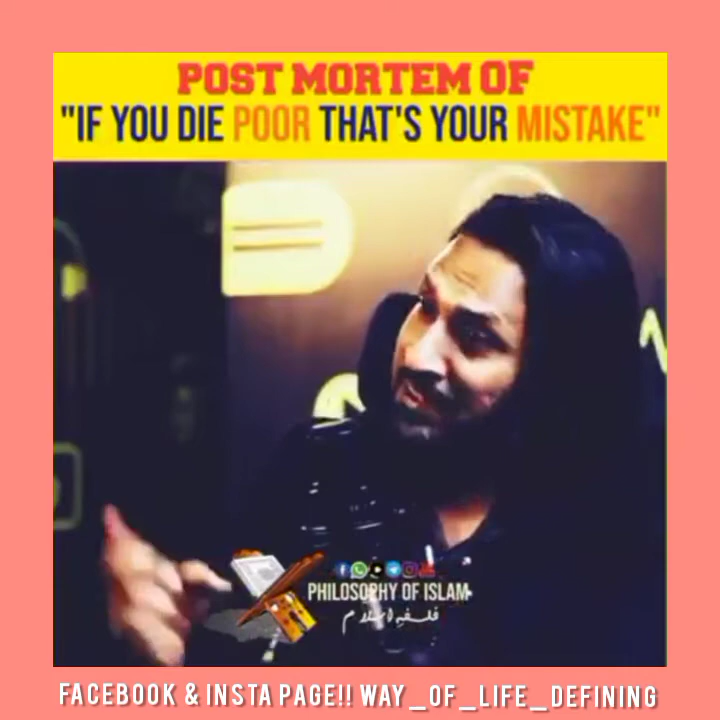 POST MORTEM OF
"IF YOU DIE POOR THAT'S YOUR MISTAKE"
PHILOSOPHY OF ISLAM
فلسفہ اسلام
FACEBOOK & INSTA PAGE!! WAY_OF_LIFE_DEFINING